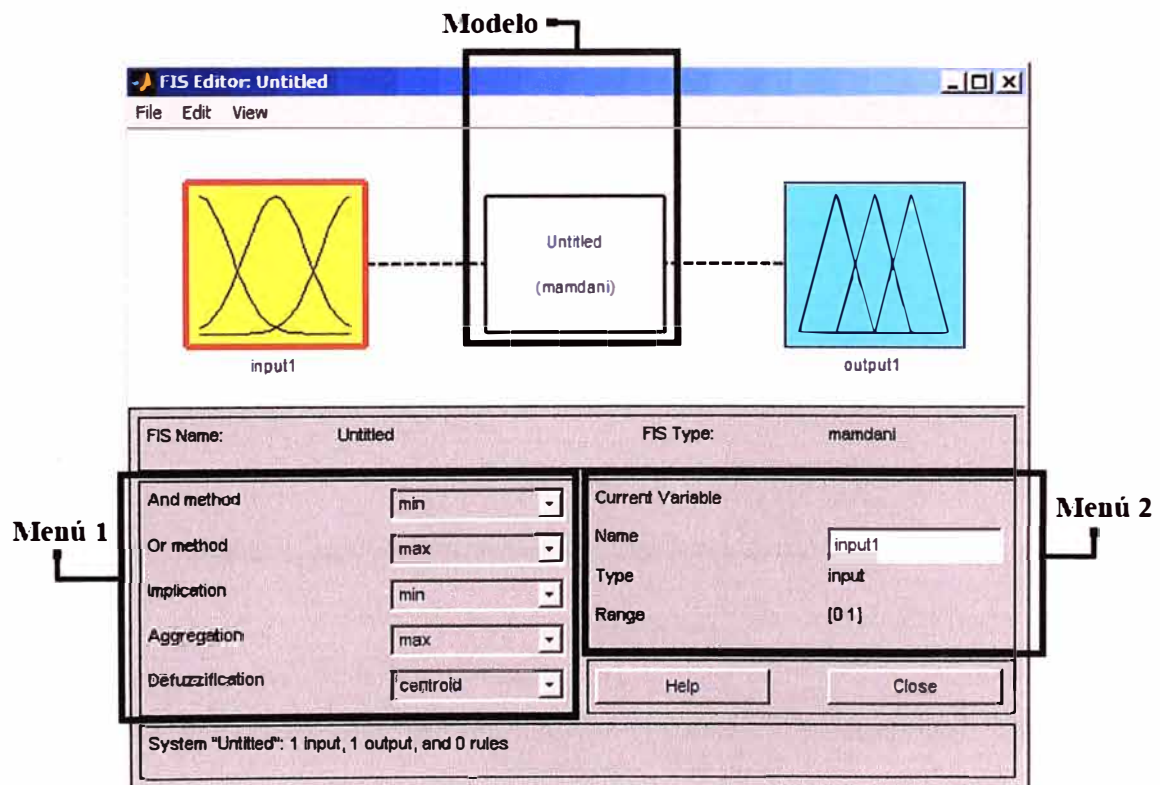 Modelo
FIS Editor: Untitled
File Edit View
Untitled
(mamdani)
input1
output1
FIS Name: Untitled
FIS Type: mamdani
Menú 1
And method min
Or method max
Implication min
Aggregation max
Defuzzification centroid
Menú 2
Current Variable
Name input1
Type input
Range [0 1]
Help
Close
System "Untitled": 1 input, 1 output, and 0 rules